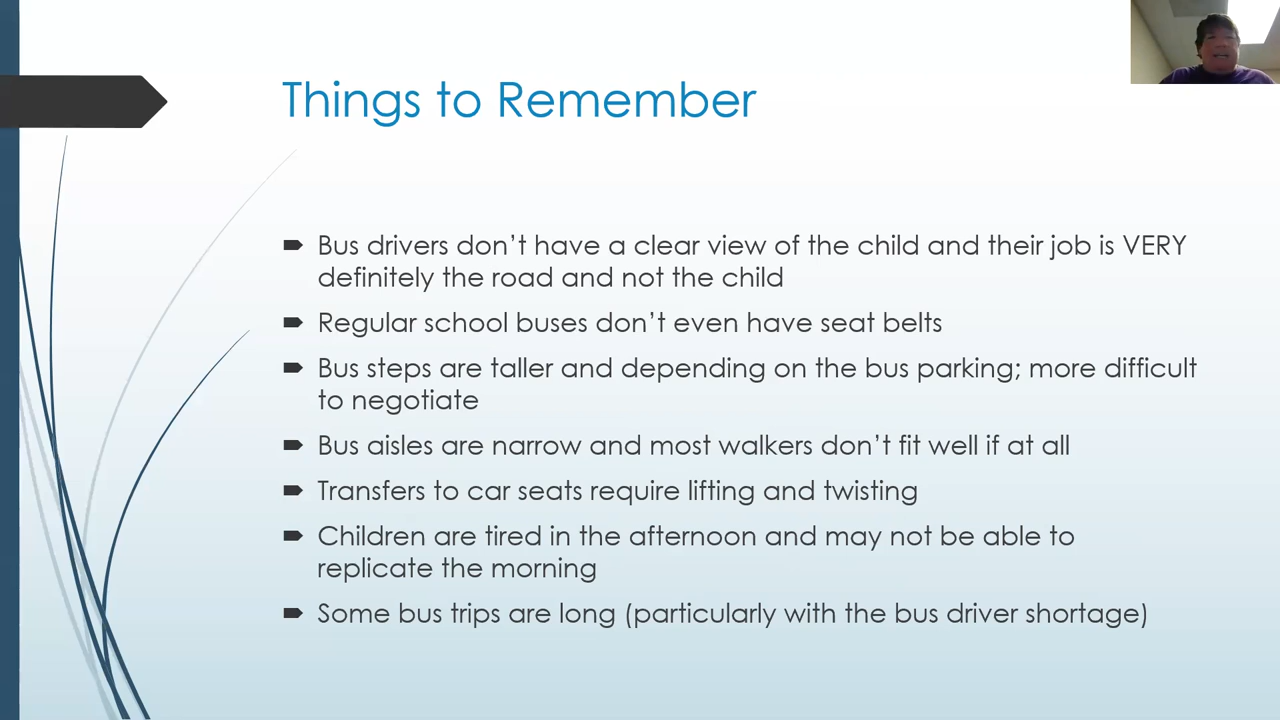 Things to Remember
Bus drivers don't have a clear view of the child and their job is VERY
definitely the road and not the child
Regular school buses don't even have seat belts
Bus steps are taller and depending on the bus parking; more difficult
to negotiate
Bus aisles are narrow and most walkers don't fit well if at all
Transfers to car seats require lifting and twisting
Children are tired in the afternoon and may not be able to
replicate the morning
Some bus trips are long (particularly with the bus driver shortage)